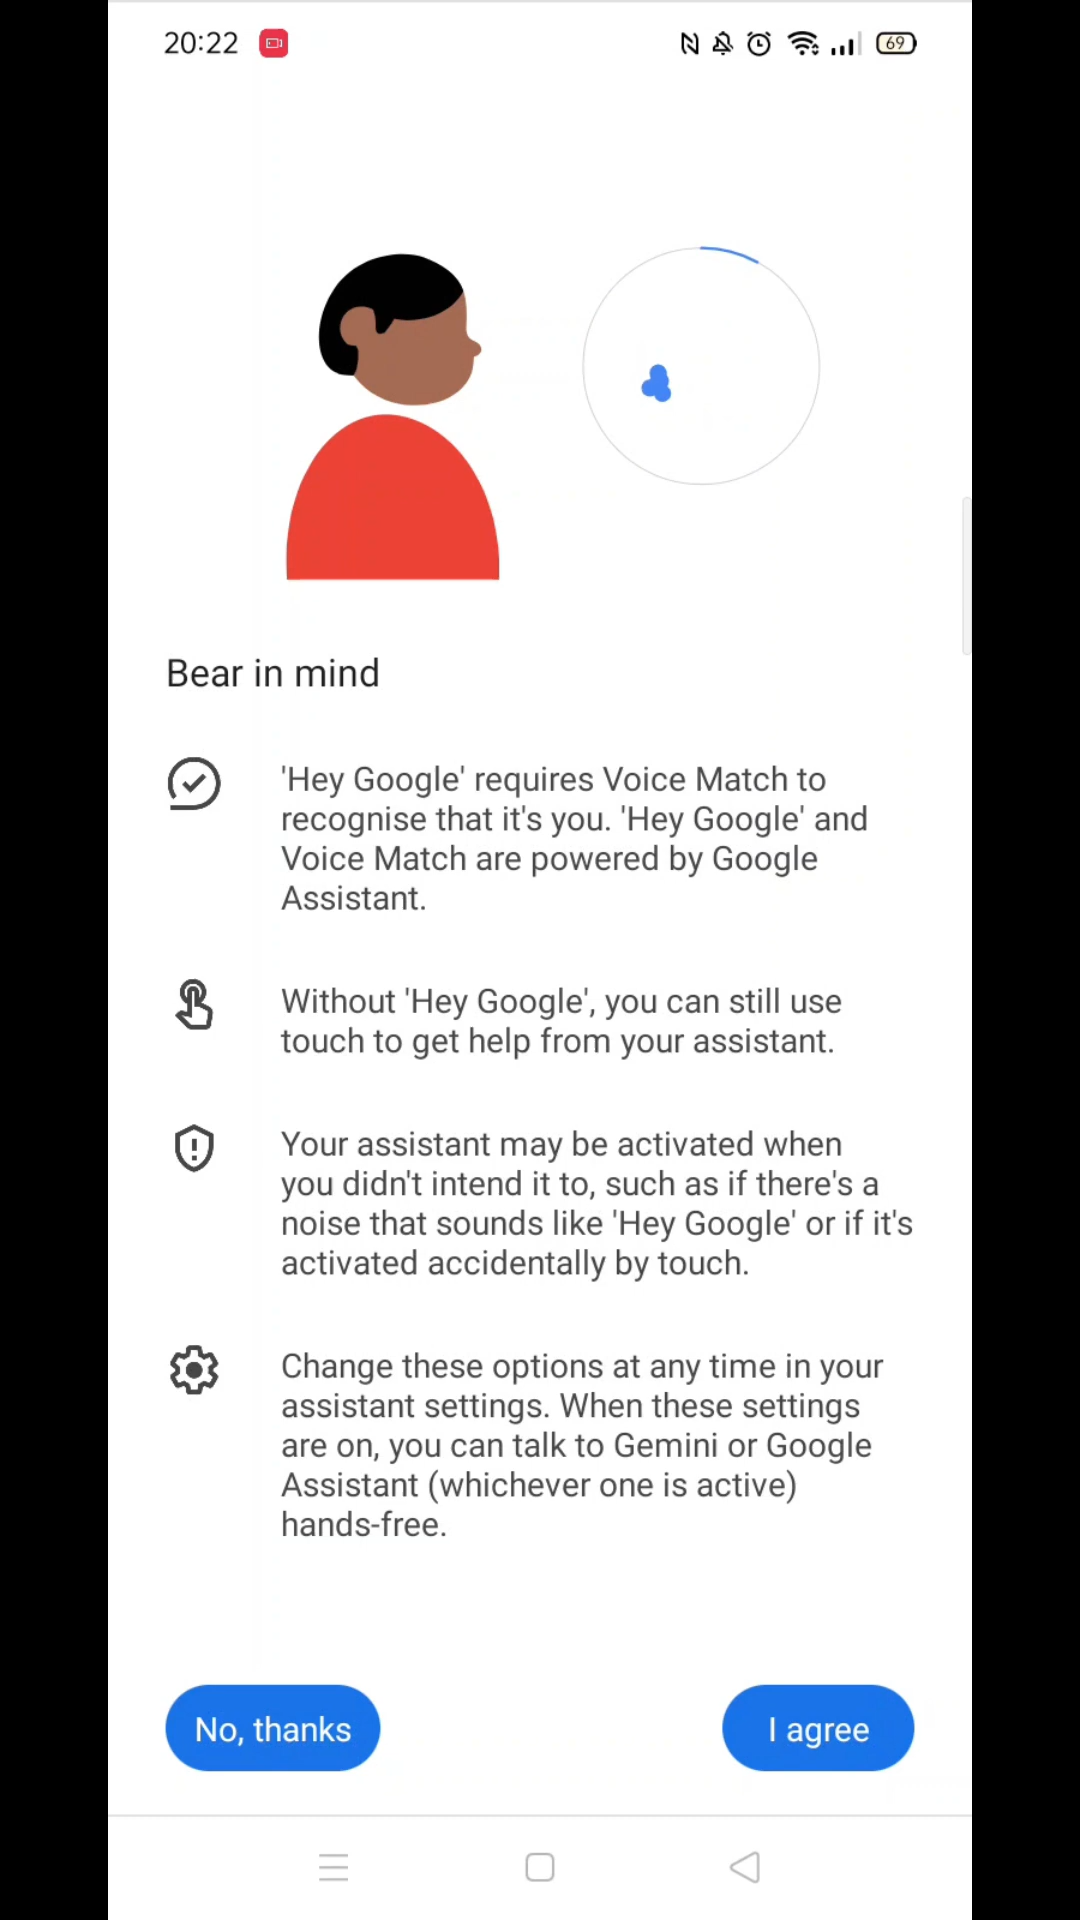 20:22
69
Bear in mind
'Hey Google' requires Voice Match to
recognise that it's you. 'Hey Google' and
Voice Match are powered by Google
Assistant.
Without 'Hey Google', you can still use
touch to get help from your assistant.
Your assistant may be activated when
you didn't intend it to, such as if there's a
noise that sounds like 'Hey Google' or if it's
activated accidentally by touch.
Change these options at any time in your
assistant settings. When these settings
are on, you can talk to Gemini or Google
Assistant (whichever one is active)
hands-free.
No, thanks
I agree